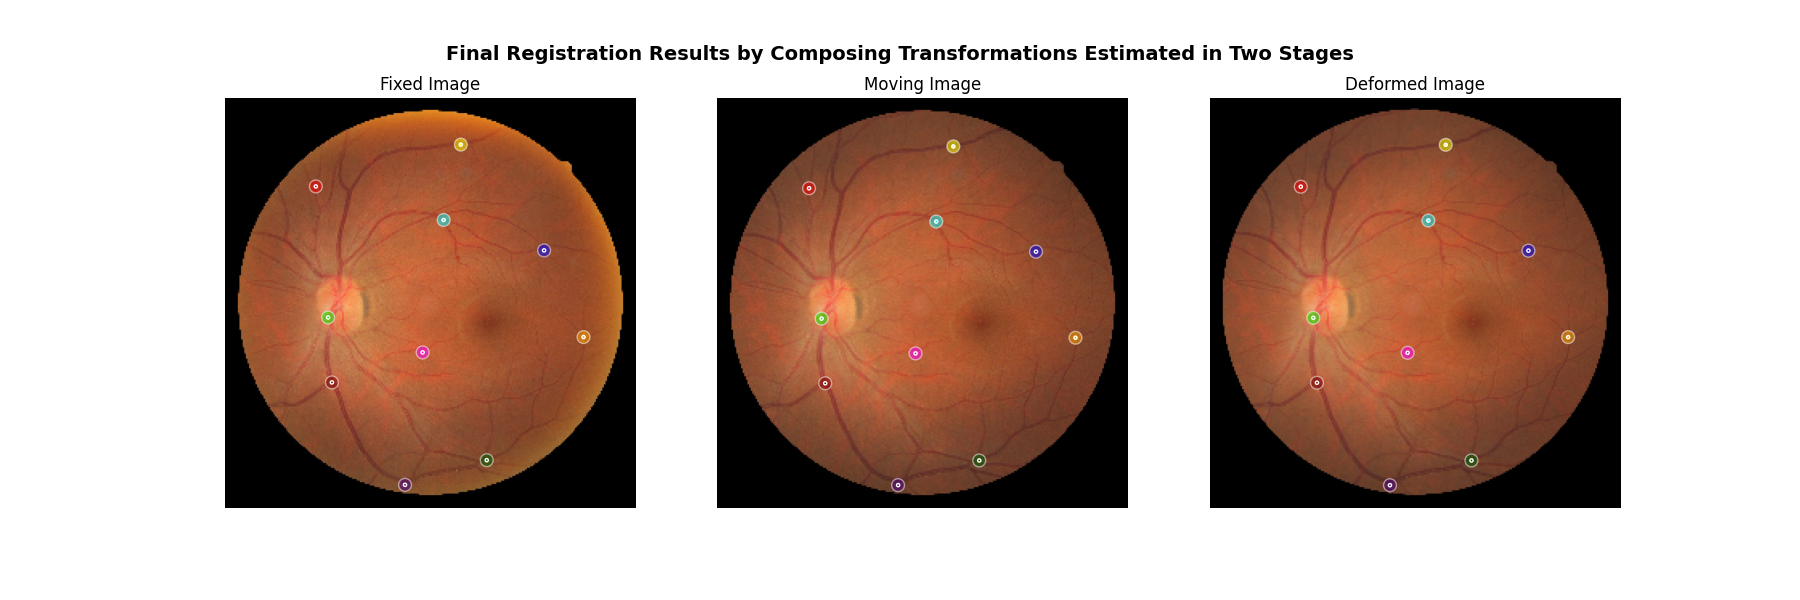 Final Registration Results by Composing Transformations Estimated in Two Stages
Fixed Image
Moving Image
Deformed Image